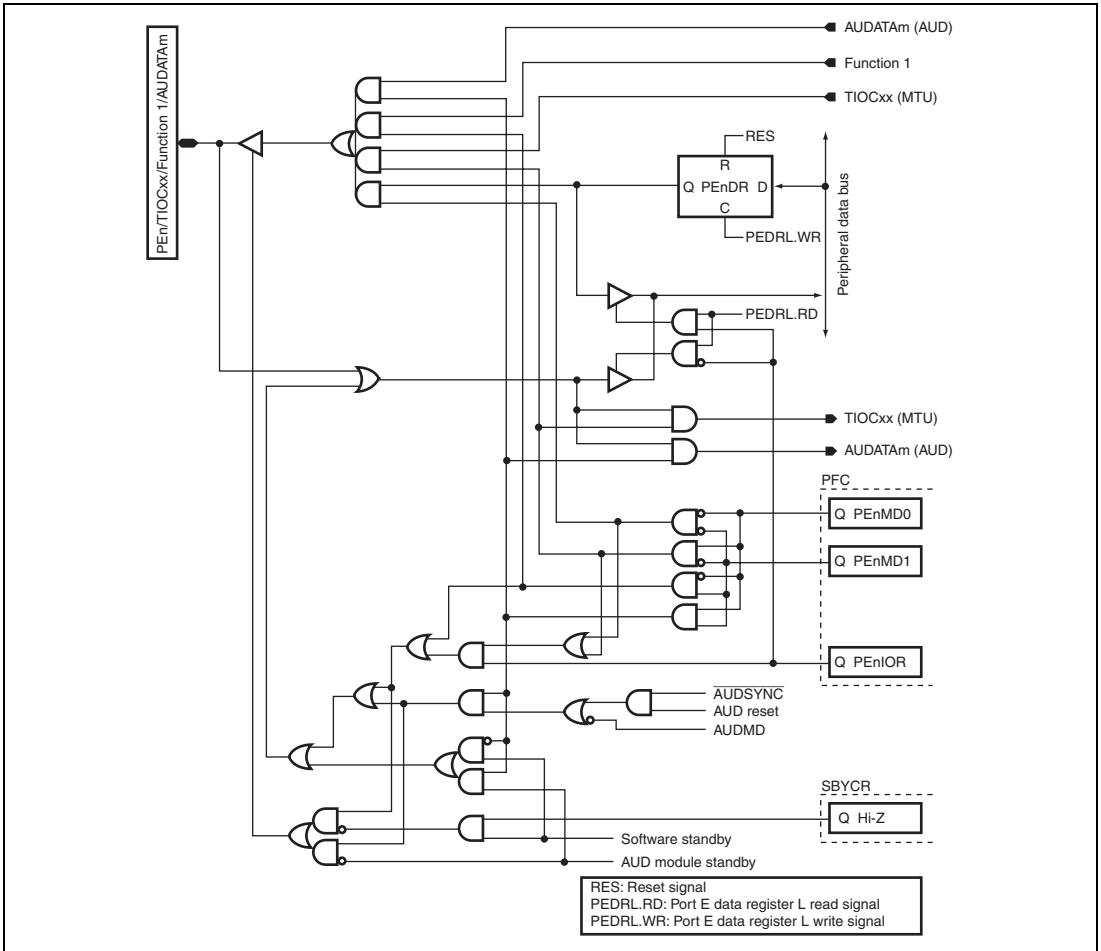 PEn/TIOCxx/Function 1/AUDATAm
AUDATAm (AUD)
Function 1
TIOCxx (MTU)
RES
R
Q PEnDR D
C
PEDRL.WR
Peripheral data bus
PEDRL.RD
TIOCxx (MTU)
AUDATAm (AUD)
PFC
Q PEnMD0
Q PEnMD1
Q PEnIOR
AUDSYNC
AUD reset
AUDMD
SBYCR
Q Hi-Z
Software standby
AUD module standby
RES: Reset signal
PEDRL.RD: Port E data register L read signal
PEDRL.WR: Port E data register L write signal